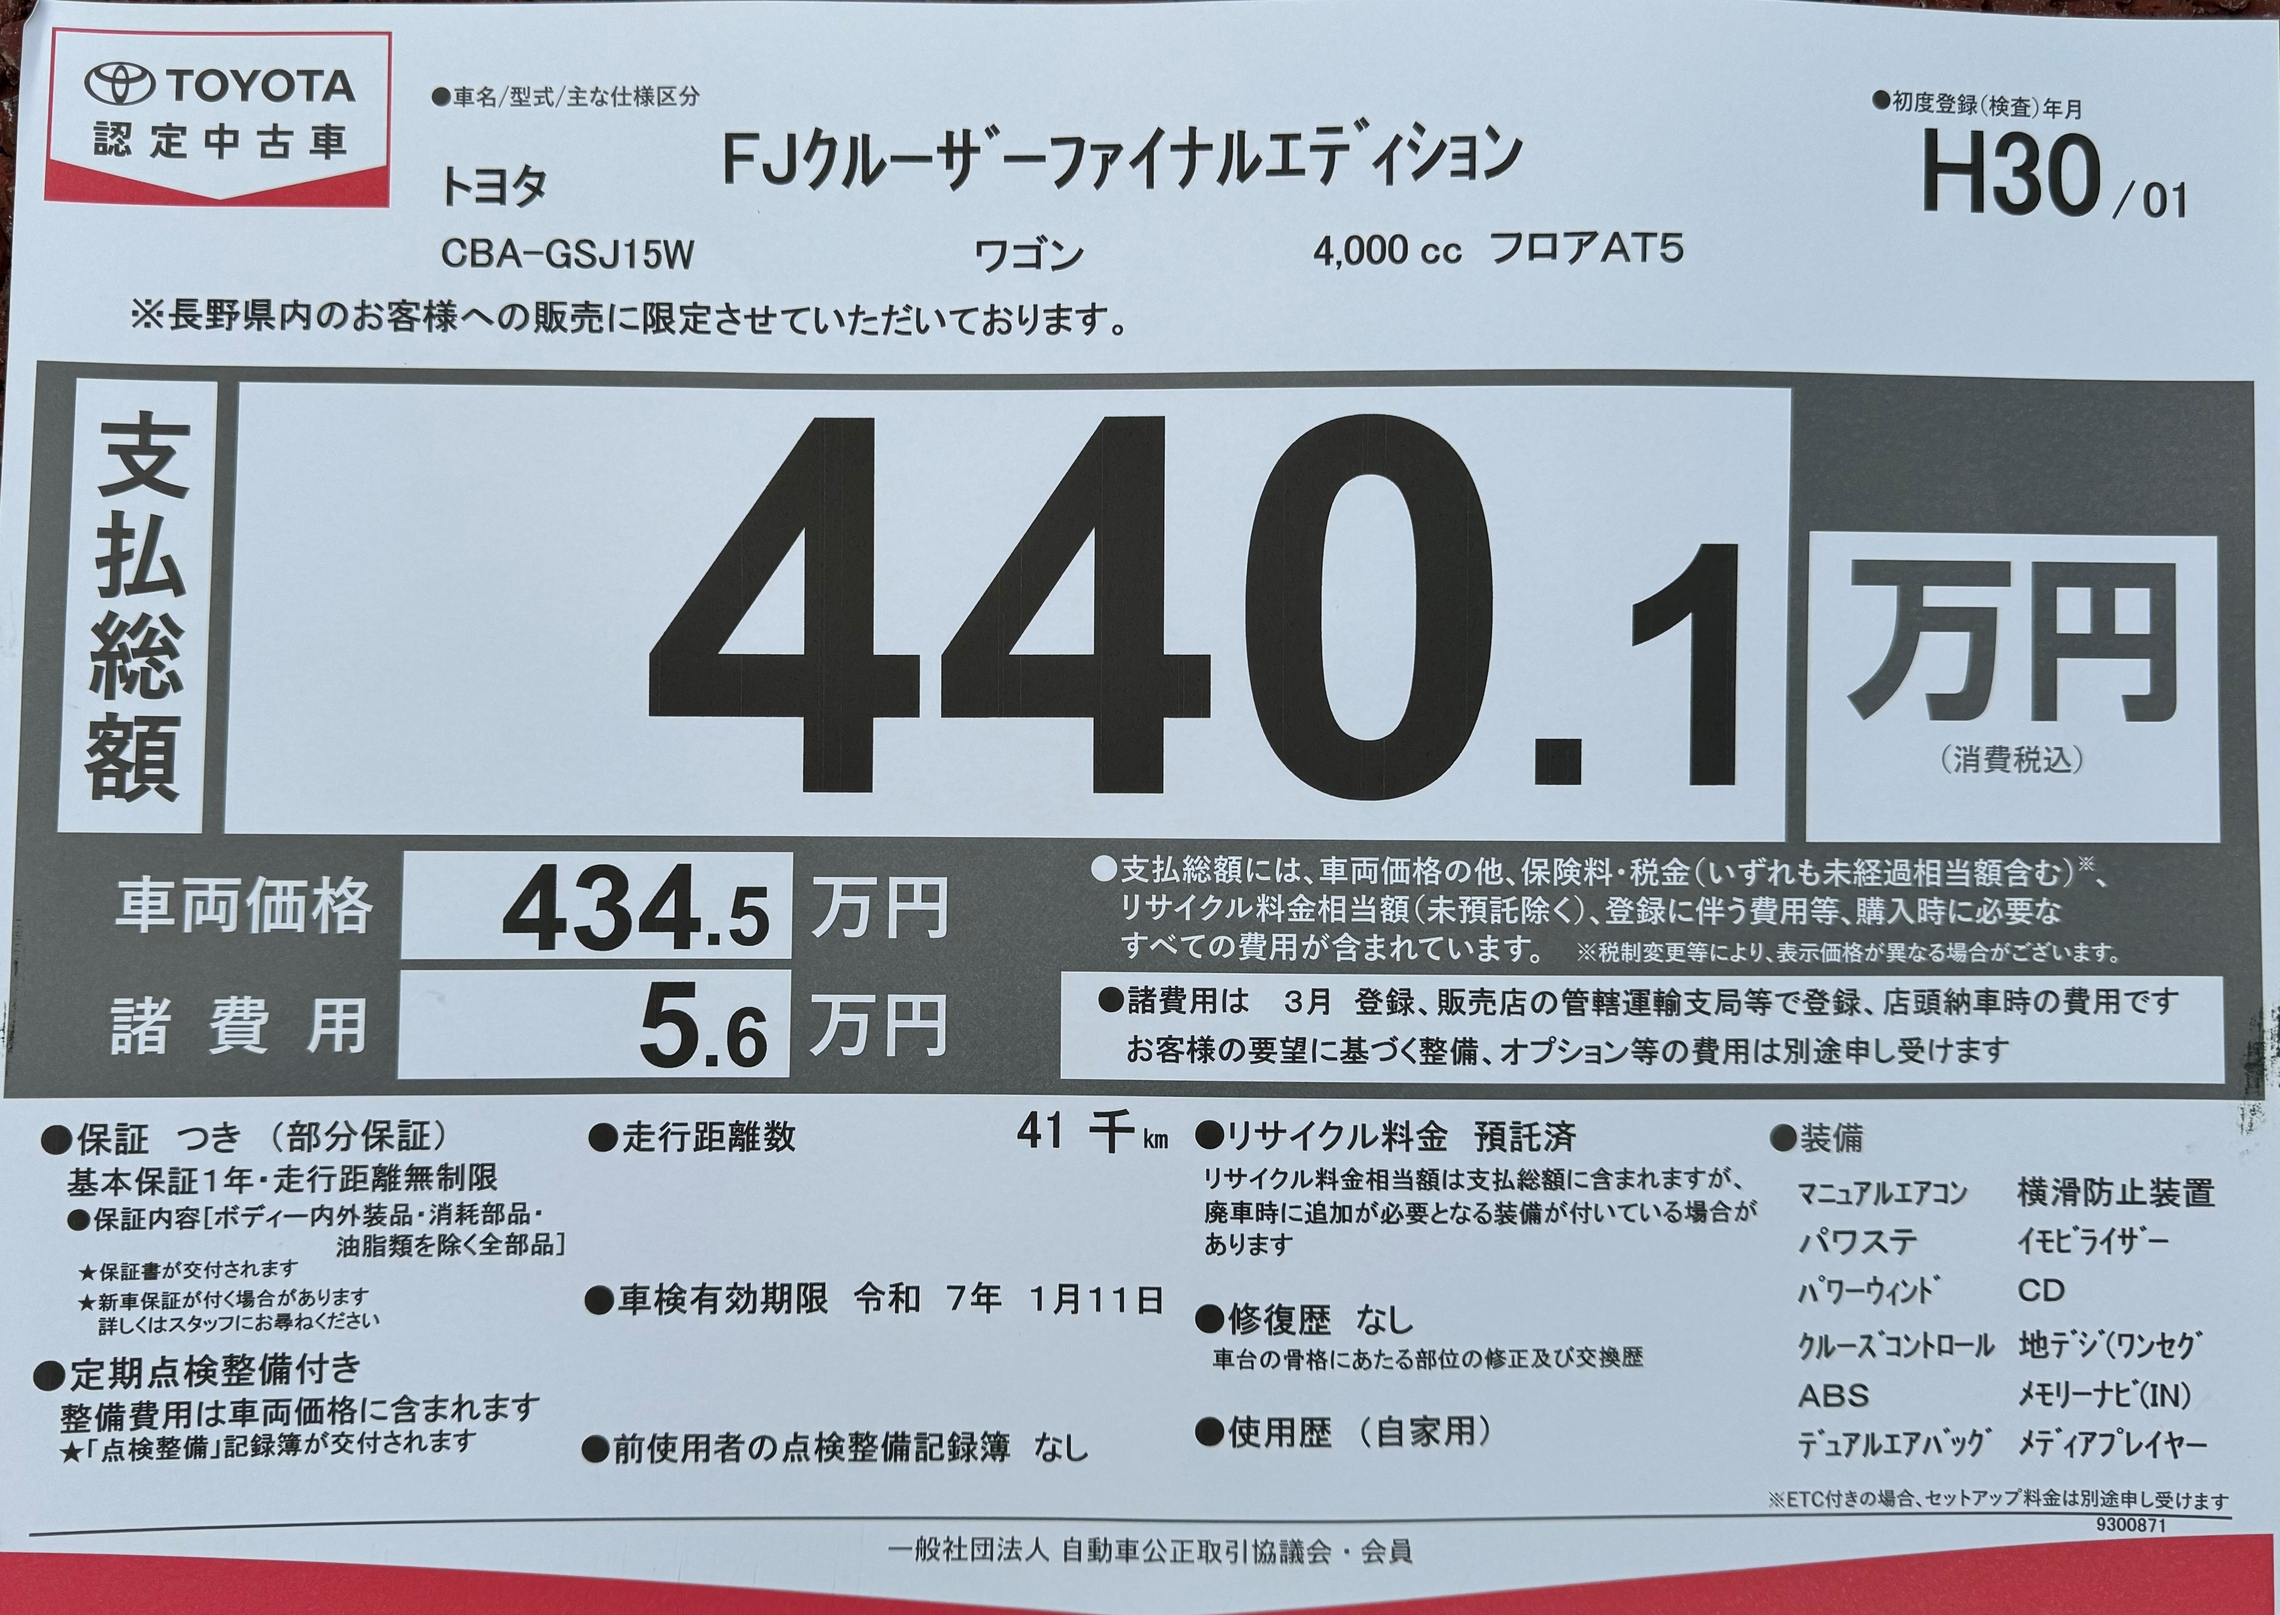 TOYOTA
認定中古車
●車名/型式/主な仕様区分
トヨタ
FJクルーザーファイナルエディション
●初度登録(検査)年月
H30/01
CBA-GSJ15W ワゴン 4,000 cc フロアAT5
※長野県内のお客様への販売に限定させていただいております。
支払総額
440.1
万円
(消費税込)
車両価格 434.5 万円
諸費用 5.6 万円
●支払総額には、車両価格の他、保険料・税金(いずれも未経過相当額含む)※、
リサイクル料金相当額(未預託除く)、登録に伴う費用等、購入時に必要な
すべての費用が含まれています。 ※税制変更等により、表示価格が異なる場合がございます。
●諸費用は 3月 登録、販売店の管轄運輸支局等で登録、店頭納車時の費用です
お客様の要望に基づく整備、オプション等の費用は別途申し受けます
●保証 つき (部分保証)
基本保証1年・走行距離無制限
●保証内容[ボディー内外装品・消耗部品・
油脂類を除く全部品]
★保証書が交付されます
★新車保証が付く場合があります
詳しくはスタッフにお尋ねください
●定期点検整備付き
整備費用は車両価格に含まれます
★「点検整備」記録簿が交付されます
●走行距離数 41 千km
●車検有効期限 令和 7年 1月11日
●前使用者の点検整備記録簿 なし
●リサイクル料金 預託済
リサイクル料金相当額は支払総額に含まれますが、
廃車時に追加が必要となる装備が付いている場合が
あります
●修復歴 なし
車台の骨格にあたる部位の修正及び交換歴
●使用歴 (自家用)
●装備
マニュアルエアコン 横滑防止装置
パワステ イモビライザー
パワーウィンド CD
クルーズコントロール 地デジ(ワンセグ
ABS メモリーナビ(IN)
デュアルエアバッグ メディアプレイヤー
※ETC付きの場合、セットアップ料金は別途申し受けます
9300871
一般社団法人 自動車公正取引協議会・会員